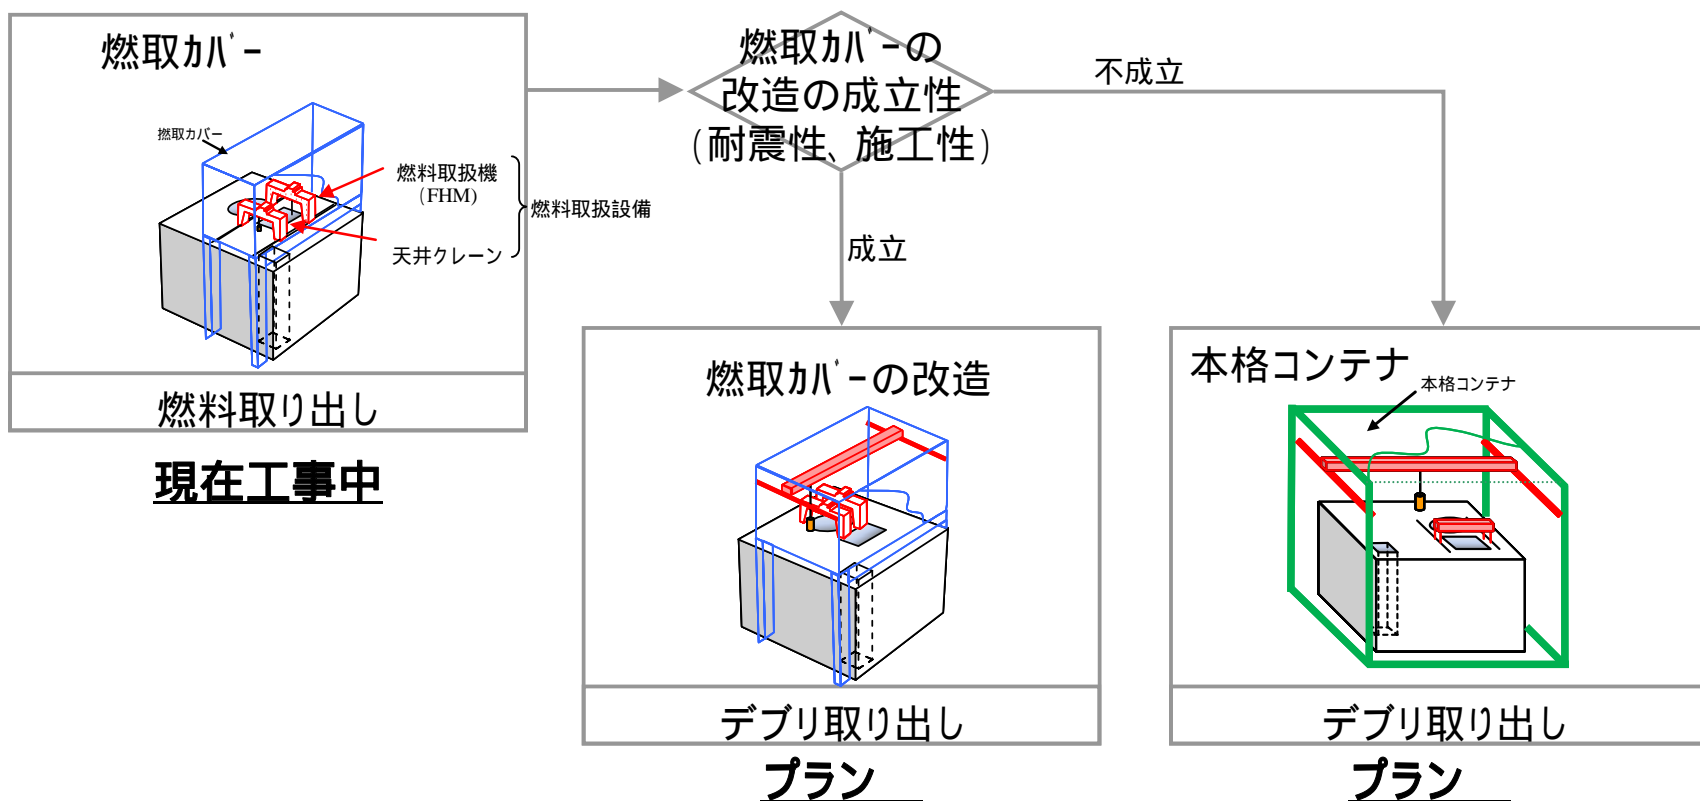 燃取ｶﾊﾞｰ
燃取カバー
燃料取扱機
(FHM)
燃料取扱設備
天井クレーン
燃料取り出し
現在工事中
燃取ｶﾊﾞｰの
改造の成立性
(耐震性、施工性)
不成立
成立
燃取ｶﾊﾞｰの改造
デブリ取り出し
プラン
本格コンテナ
本格コンテナ
デブリ取り出し
プラン